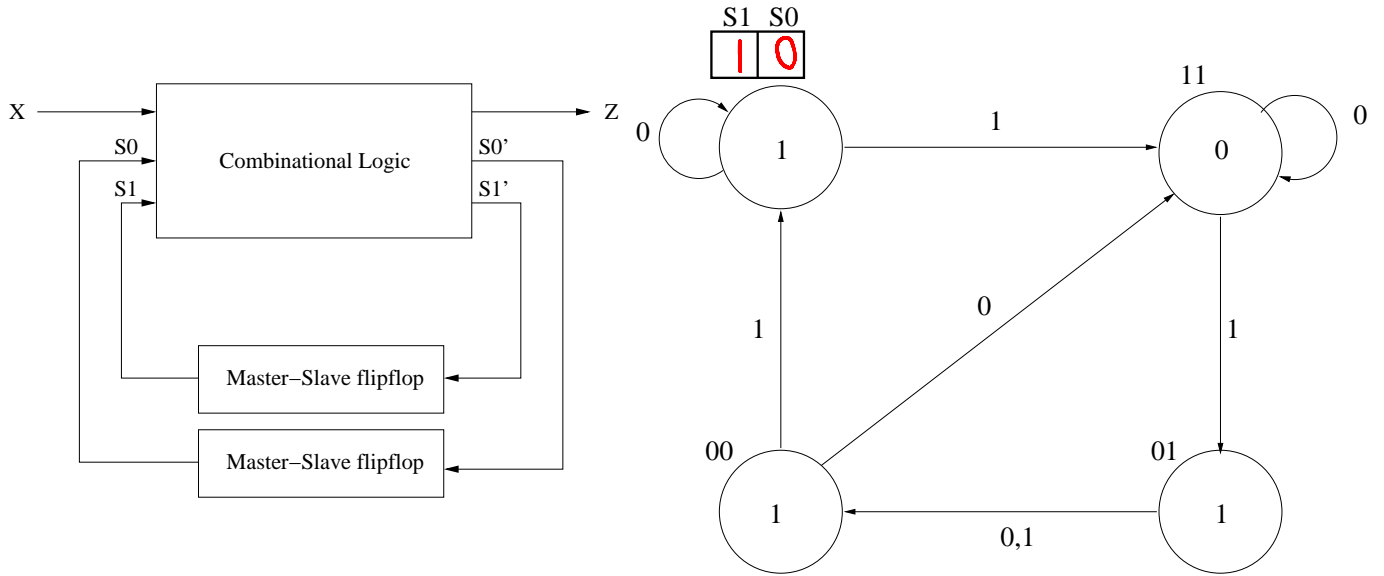 X
S0
S1
Combinational Logic
Z
S0’
S1’
Master−Slave flipflop
Master−Slave flipflop
S1 S0
1 0
0
1
1
11
0
0
1
0
1
00
1
0,1
01
1